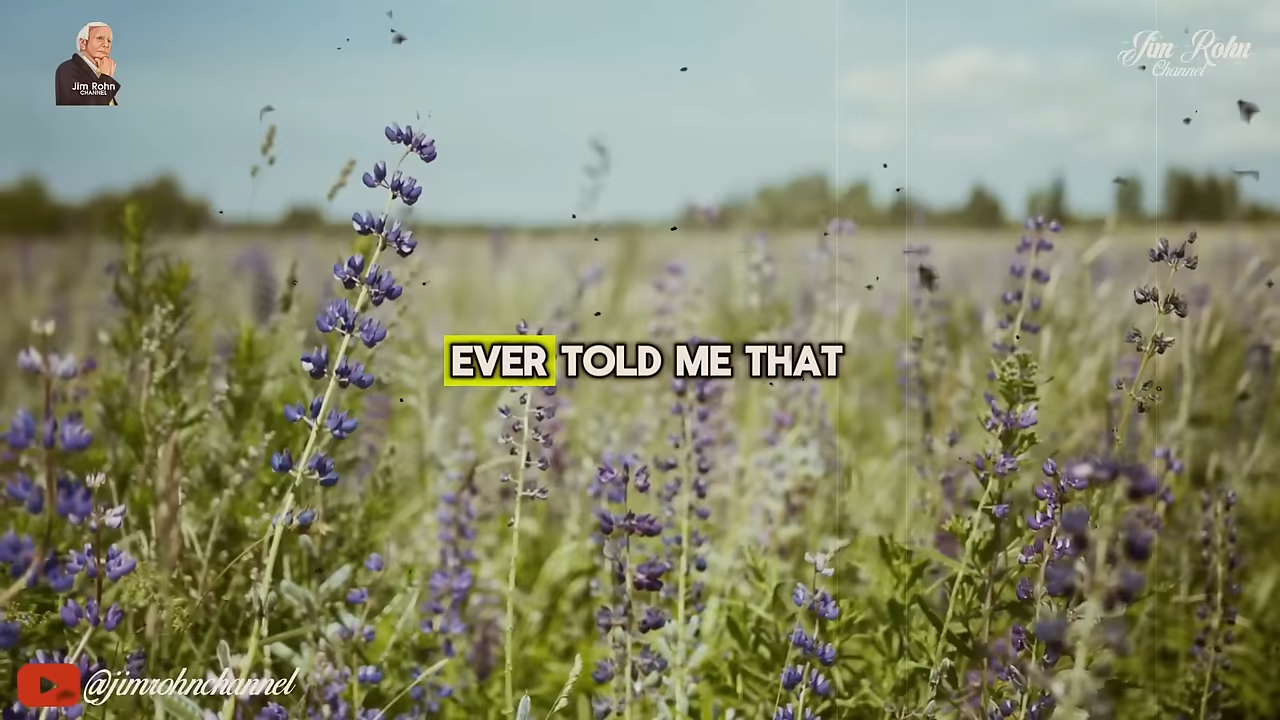 Jim Rohn
CHANNEL
Jim Rohn
Channel
EVER TOLD ME THAT
@jimrohnchannel